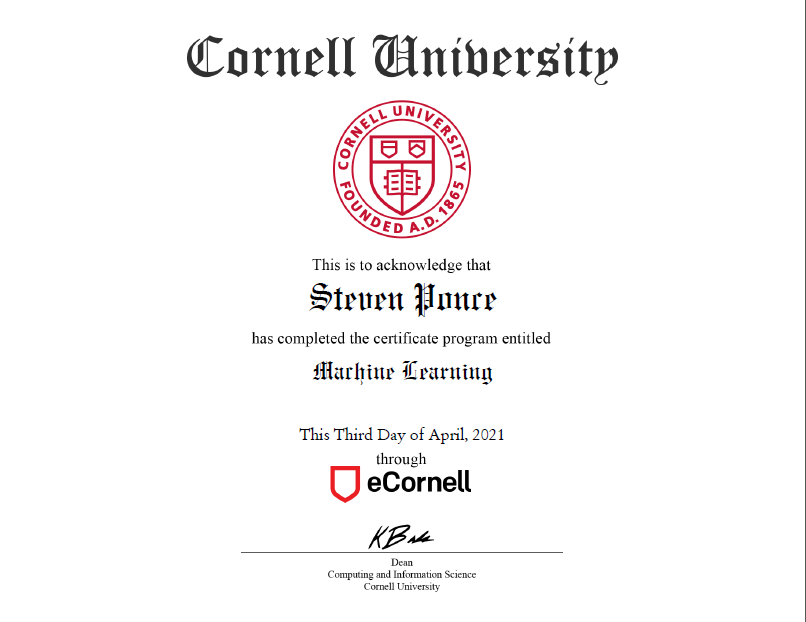 Cornell University
CORNELL UNIVERSITY
FOUNDED A.D. 1865
This is to acknowledge that
Steven Ponce
has completed the certificate program entitled
Machine Learning
This Third Day of April, 2021
through
eCornell
Dean
Computing and Information Science
Cornell University